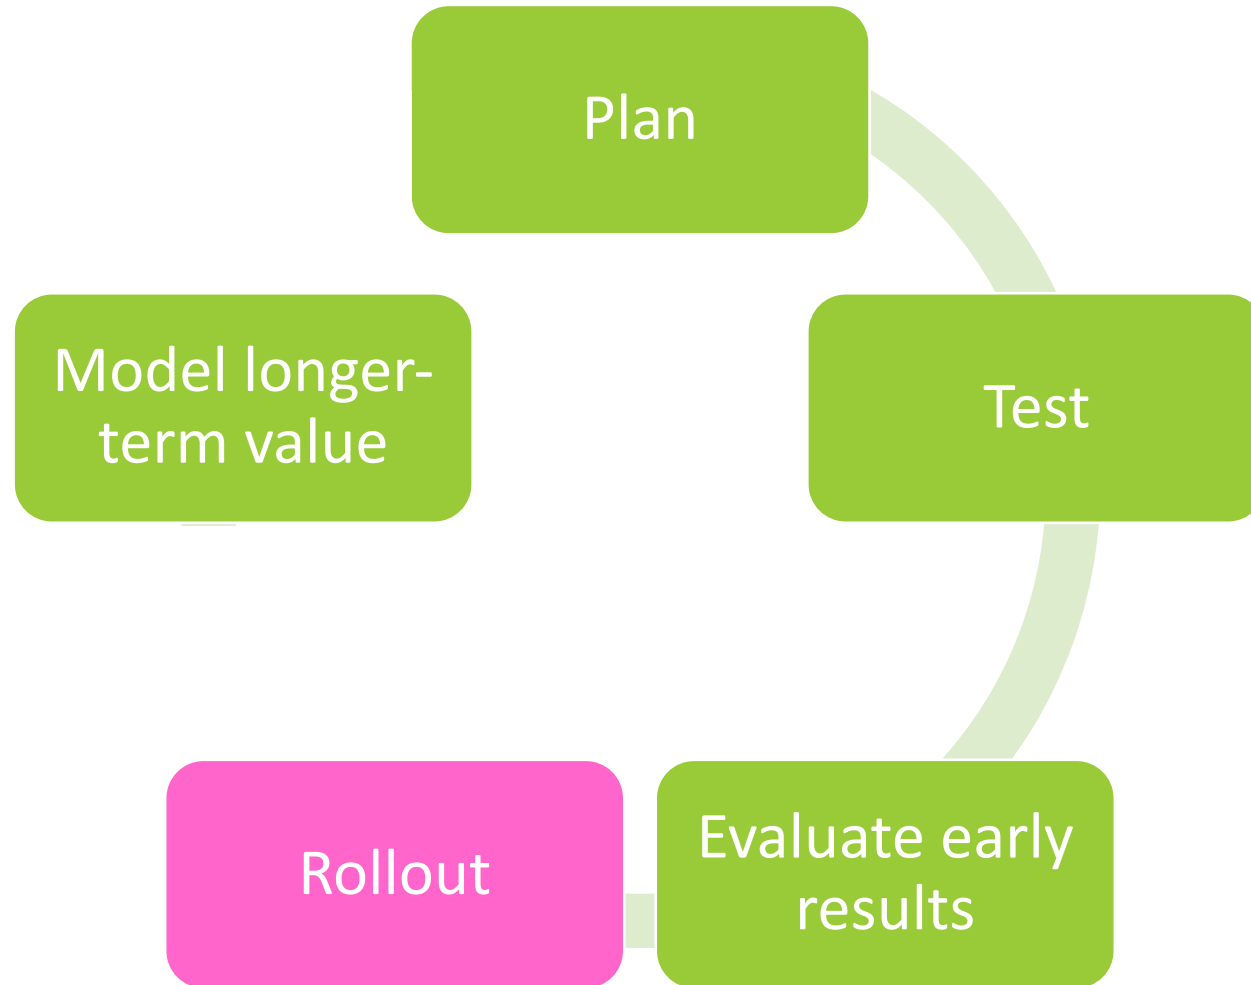 Plan
Model longer-
term value
Test
Rollout
Evaluate early
results